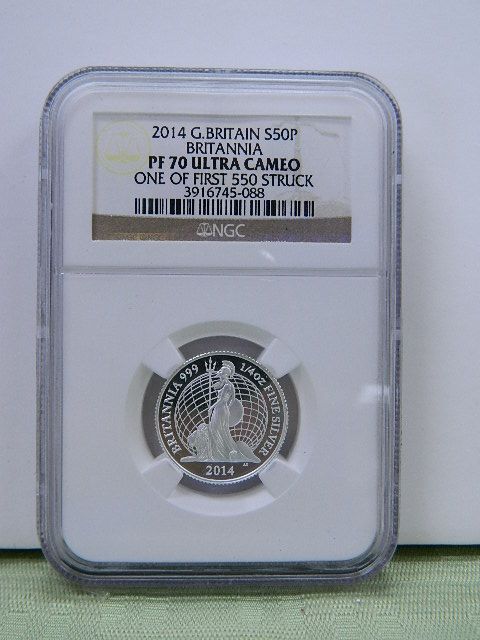 2014 G.BRITAIN S50P
BRITANNIA
PF 70 ULTRA CAMEO
ONE OF FIRST 550 STRUCK
3916745-088
NGC
BRITANNIA 999 1/4OZ FINE SILVER
2014